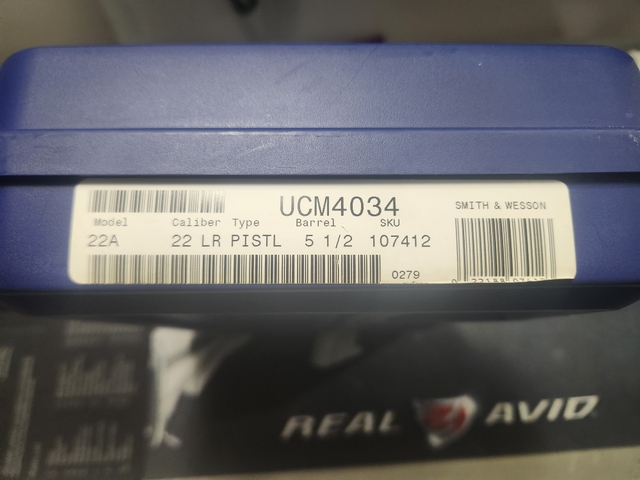 UCM4034
SMITH & WESSON
Model Caliber Type Barrel SKU
22A 22 LR PISTL 5 1/2 107412
0279
REAL AVID